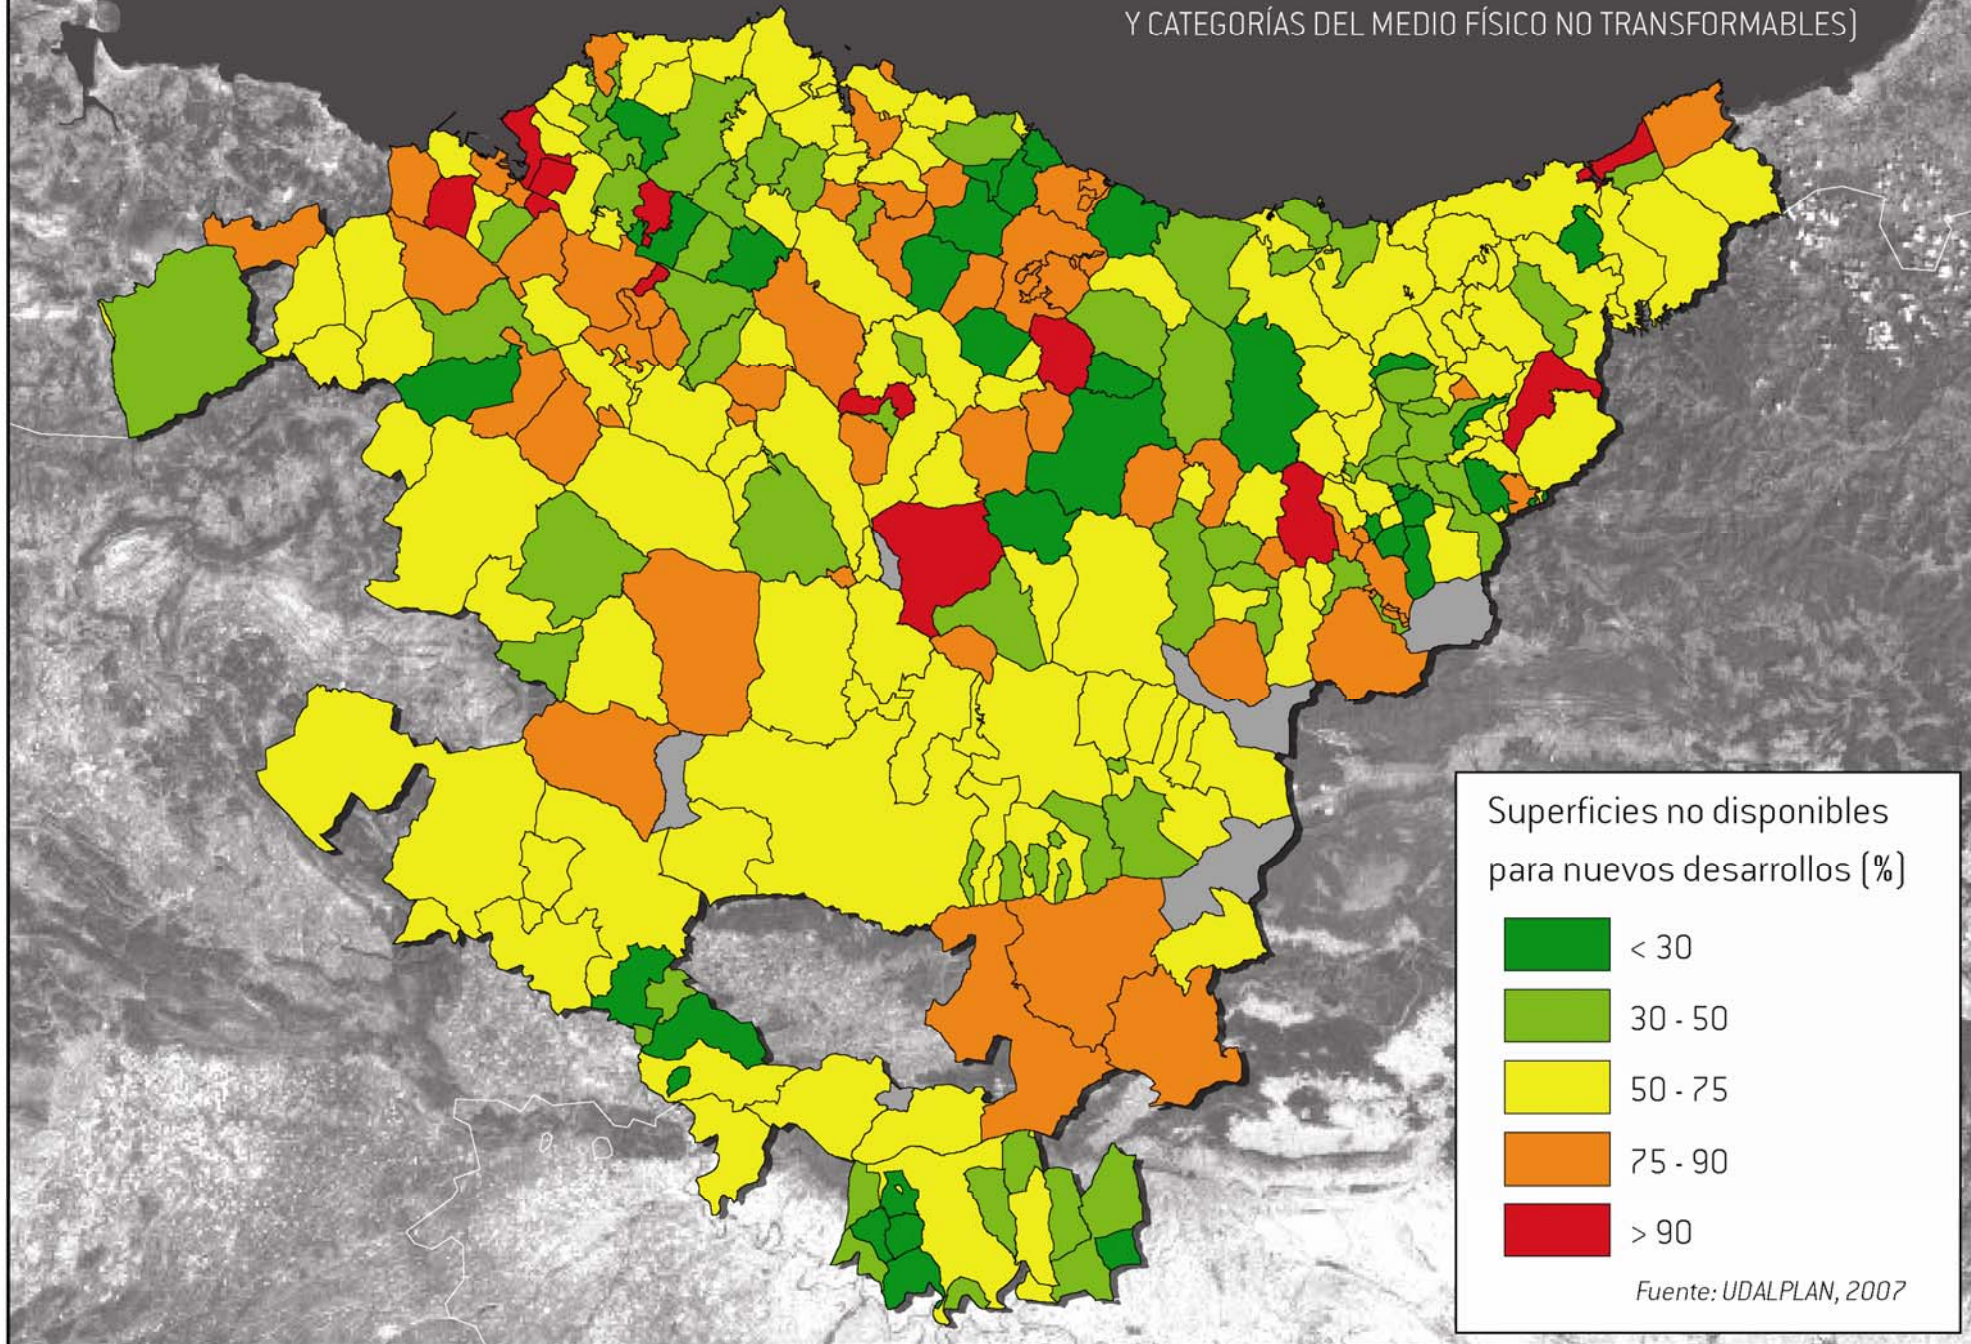 Y CATEGORÍAS DEL MEDIO FÍSICO NO TRANSFORMABLES)
Superficies no disponibles
para nuevos desarrollos (%)
< 30
30 - 50
50 - 75
75 - 90
> 90
Fuente: UDALPLAN, 2007